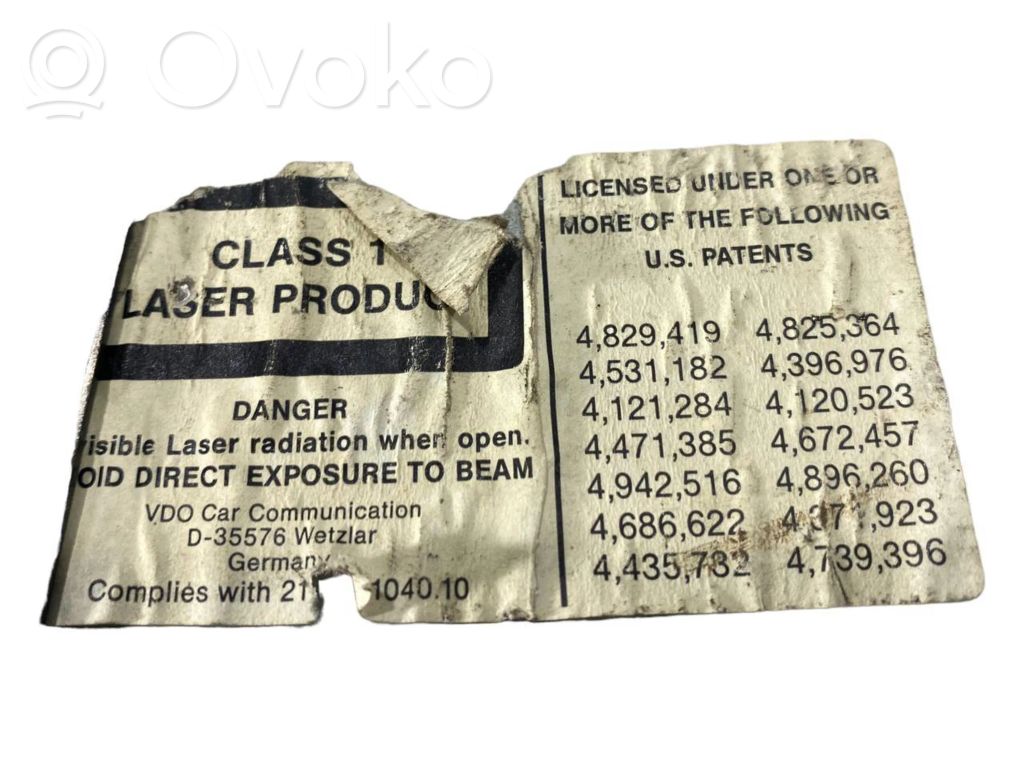 Ovoko
CLASS 1
LASER PRODUC
DANGER
isible Laser radiation when open.
OID DIRECT EXPOSURE TO BEAM
VDO Car Communication
D-35576 Wetzlar
Germany
Complies with 21 1040.10
LICENSED UNDER ONE OR
MORE OF THE FOLLOWING
U.S. PATENTS
4,829,419 4,825,364
4,531,182 4,396,976
4,121,284 4,120,523
4,471,385 4,672,457
4,942,516 4,896,260
4,686,622
4,435,732 4,739,396